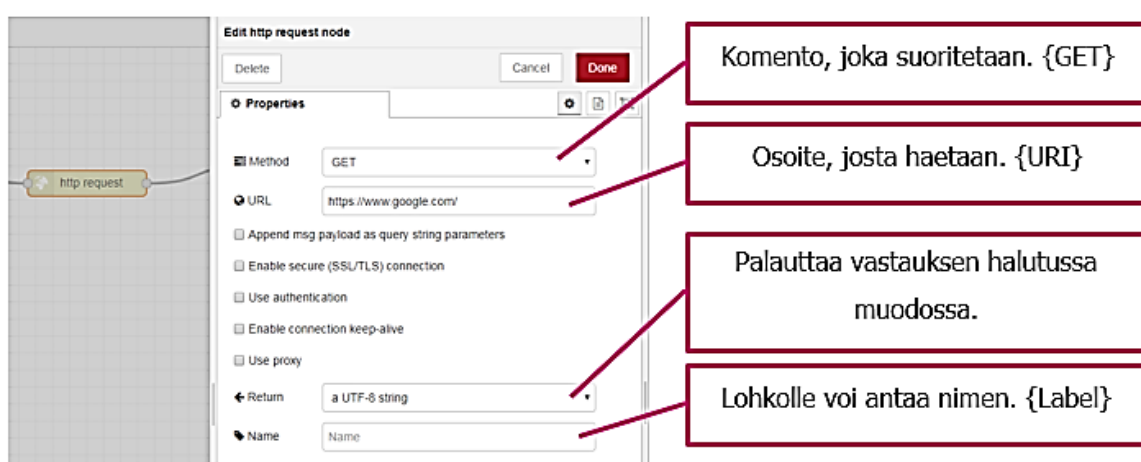 Edit http request node
Delete
Cancel
Done
Properties
http request
Method
GET
URL
https://www.google.com/
Append msg payload as query string parameters
Enable secure (SSL/TLS) connection
Use authentication
Enable connection keep-alive
Use proxy
Return
a UTF-8 string
Name
Name
Komento, joka suoritetaan. {GET}
Osoite, josta haetaan. {URI}
Palauttaa vastauksen halutussa
muodossa.
Lohkolle voi antaa nimen. {Label}